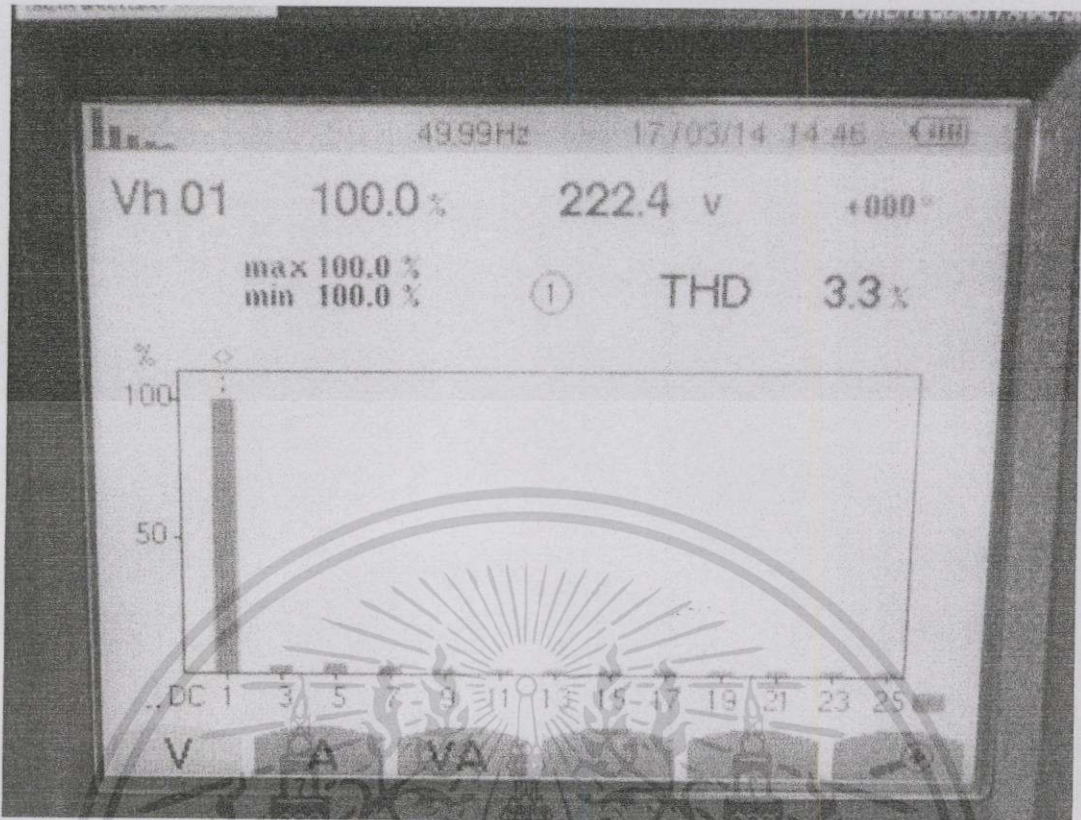 49.99Hz 17/03/14 14:46
Vh 01 100.0 % 222.4 V +000°
max 100.0 %
min 100.0 %
1 THD 3.3 %
%
100
50
..DC 1 3 5 7 9 11 13 15 17 19 21 23 25
V A VA